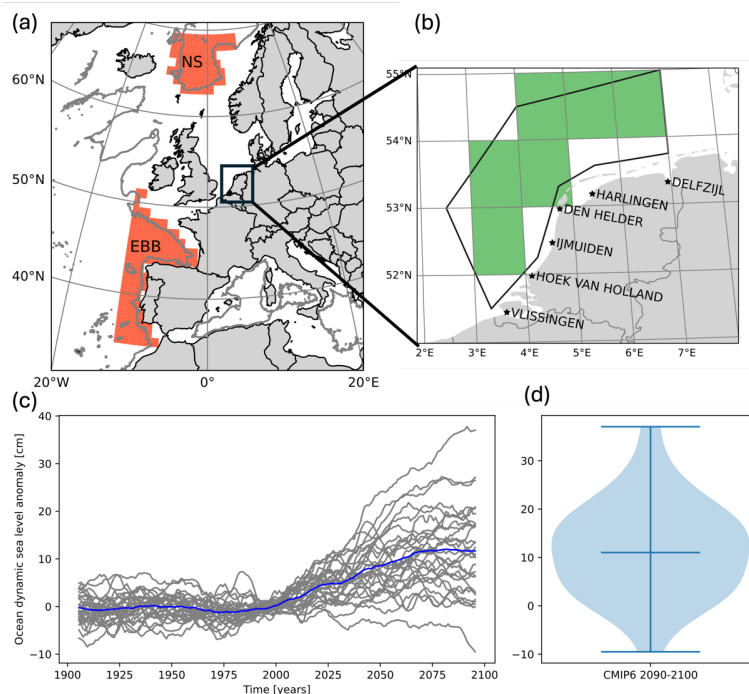 (a)
NS
60°N
50°N
EBB
40°N
20°W
0°
20°E
(b)
55°N
54°N
53°N
52°N
DELFZIJL
HARLINGEN
DEN HELDER
IJMUIDEN
HOEK VAN HOLLAND
VLISSINGEN
2°E
3°E
4°E
5°E
6°E
7°E
(c)
Ocean dynamic sea level anomaly [cm]
40
30
20
10
0
−10
1900
1925
1950
1975
2000
2025
2050
2075
2100
Time [years]
(d)
30
20
10
0
−10
CMIP6 2090-2100